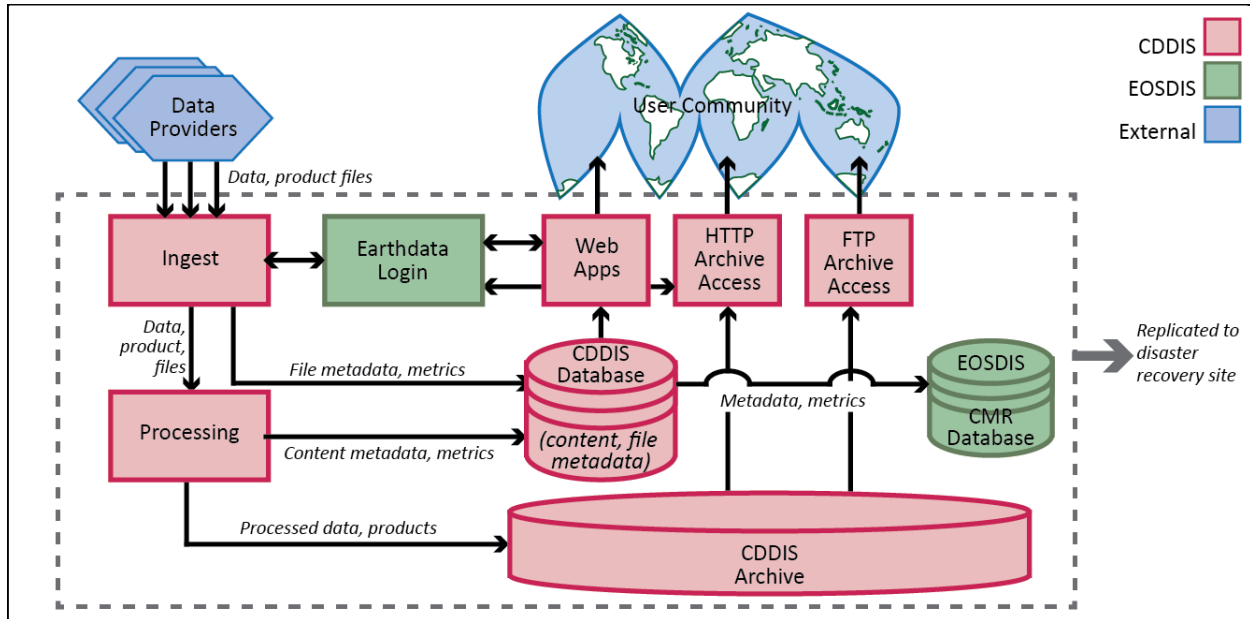 CDDIS
EOSDIS
External
Data
Providers
User Community
Data, product files
Ingest
Earthdata
Login
Web
Apps
HTTP
Archive
Access
FTP
Archive
Access
Data,
product,
files
File metadata, metrics
CDDIS
Database
(content, file
metadata)
Metadata, metrics
EOSDIS
CMR
Database
Replicated to
disaster
recovery site
Processing
Content metadata, metrics
Processed data, products
CDDIS
Archive